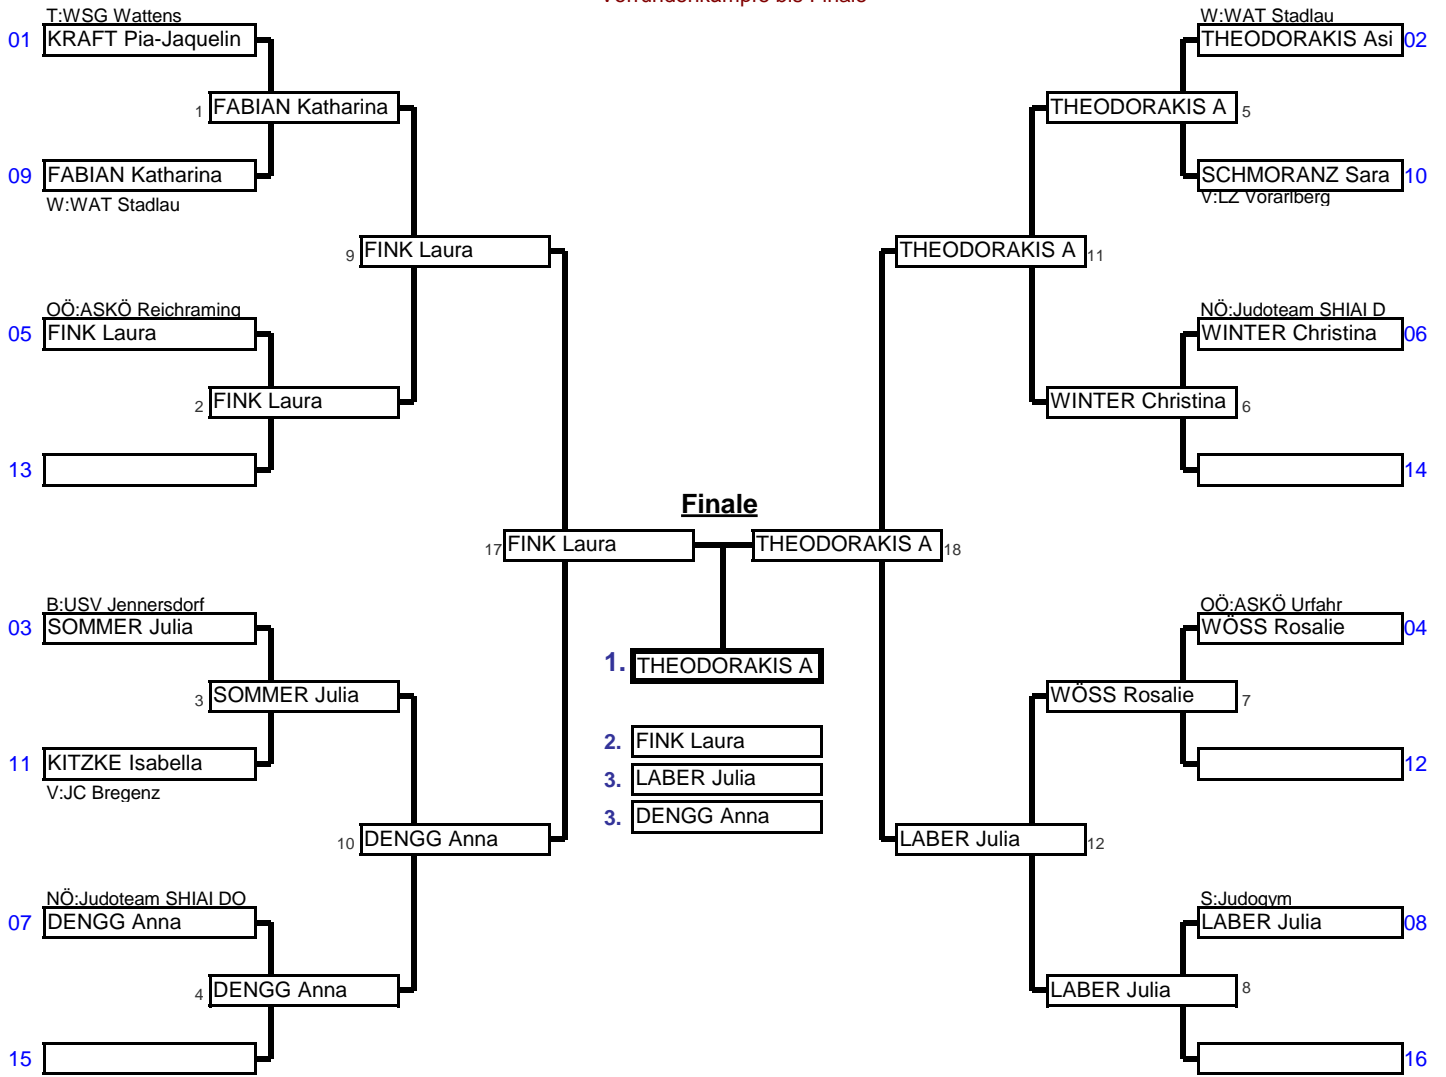 Vorrundenkämpfe bis Finale
T:WSG Wattens
01 KRAFT Pia-Jaquelin
1 FABIAN Katharina
09 FABIAN Katharina
W:WAT Stadlau
9 FINK Laura
OÖ:ASKÖ Reichraming
05 FINK Laura
2 FINK Laura
13
17 FINK Laura
B:USV Jennersdorf
03 SOMMER Julia
3 SOMMER Julia
11 KITZKE Isabella
V:JC Bregenz
10 DENGG Anna
NÖ:Judoteam SHIAI DO
07 DENGG Anna
4 DENGG Anna
15
Finale
1. THEODORAKIS A
2. FINK Laura
3. LABER Julia
3. DENGG Anna
W:WAT Stadlau
THEODORAKIS Asi 02
THEODORAKIS A 5
SCHMORANZ Sara 10
V:LZ Vorarlberg
THEODORAKIS A 11
NÖ:Judoteam SHIAI D
WINTER Christina 06
WINTER Christina 6
14
THEODORAKIS A 18
OÖ:ASKÖ Urfahr
WÖSS Rosalie 04
WÖSS Rosalie 7
12
LABER Julia 12
S:Judogym
LABER Julia 08
LABER Julia 8
16